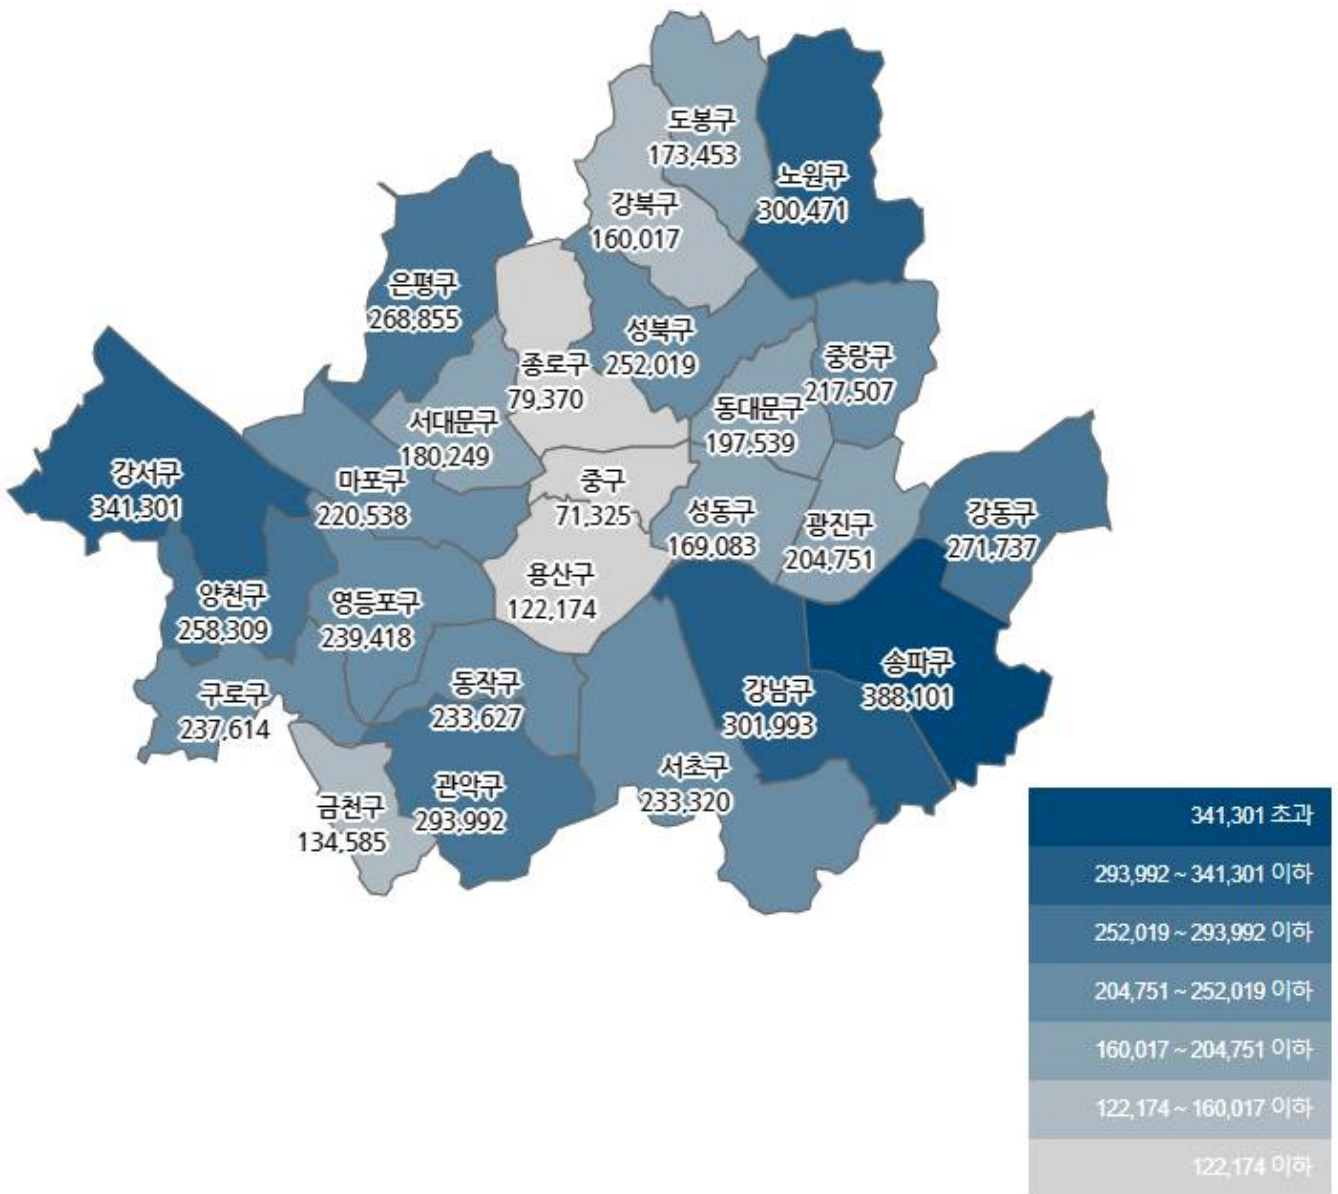 도봉구
173,453
노원구
300,471
강북구
160,017
은평구
268,855
성북구
252,019
종로구
79,370
중랑구
217,507
동대문구
197,539
서대문구
180,249
강서구
341,301
마포구
220,538
중구
71,325
성동구
169,083
광진구
204,751
강동구
271,737
용산구
122,174
양천구
258,309
영등포구
239,418
구로구
237,614
동작구
233,627
강남구
301,993
송파구
388,101
서초구
233,320
관악구
293,992
금천구
134,585
341,301 초과
293,992 ~ 341,301 이하
252,019 ~ 293,992 이하
204,751 ~ 252,019 이하
160,017 ~ 204,751 이하
122,174 ~ 160,017 이하
122,174 이하